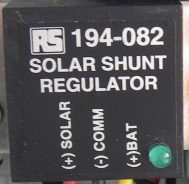 RS 194-082
SOLAR SHUNT
REGULATOR
(+) SOLAR
(-) COMM
(+)BAT